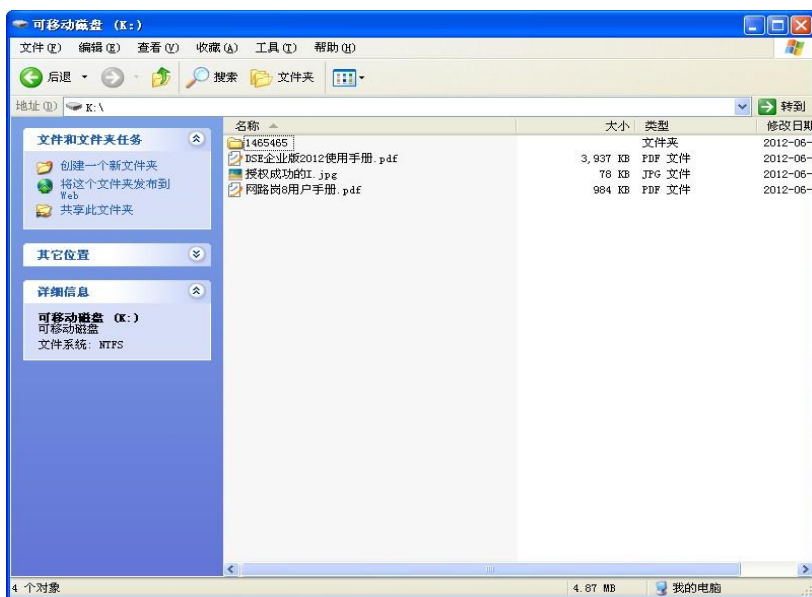 可移动磁盘 (K:)
文件(F) 编辑(E) 查看(V) 收藏(A) 工具(T) 帮助(H)
后退 搜索 文件夹
地址(D) K:\ 转到
文件和文件夹任务
创建一个新文件夹
将这个文件夹发布到
Web
共享此文件夹
其它位置
详细信息
可移动磁盘 (K:)
可移动磁盘
文件系统: NTFS
名称 大小 类型 修改日期
1465465 文件夹 2012-06-
DSE企业版2012使用手册.pdf 3,937 KB PDF 文件 2012-06-
授权成功的I.jpg 78 KB JPG 文件 2012-06-
网路岗8用户手册.pdf 984 KB PDF 文件 2012-06-
4 个对象 4.87 MB 我的电脑